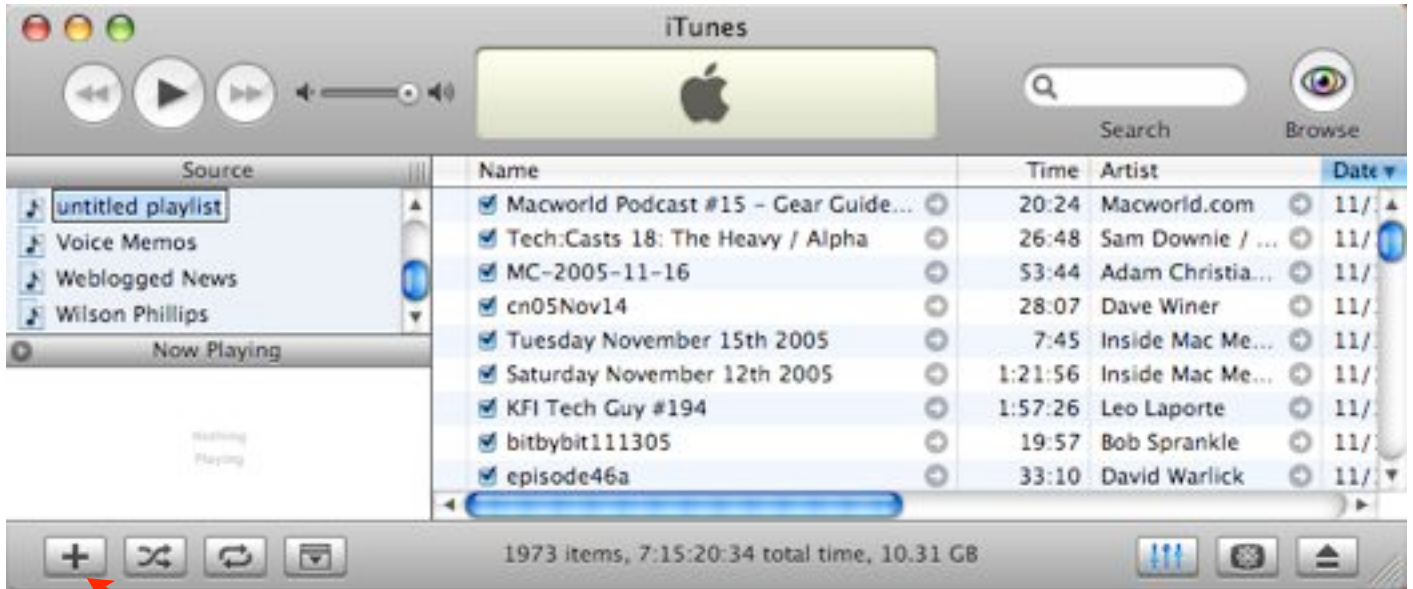 iTunes
Search
Browse
Source
Name
Time
Artist
Date
untitled playlist
Voice Memos
Weblogged News
Wilson Phillips
Macworld Podcast #15 – Gear Guide... 20:24 Macworld.com 11/
Tech:Casts 18: The Heavy / Alpha 26:48 Sam Downie / ... 11/
MC-2005-11-16 53:44 Adam Christia... 11/
cn05Nov14 28:07 Dave Winer 11/
Tuesday November 15th 2005 7:45 Inside Mac Me... 11/
Saturday November 12th 2005 1:21:56 Inside Mac Me... 11/
KFI Tech Guy #194 1:57:26 Leo Laporte 11/
bitbybit111305 19:57 Bob Sprankle 11/
episode46a 33:10 David Warlick 11/
Now Playing
Nothing
Playing
1973 items, 7:15:20:34 total time, 10.31 GB